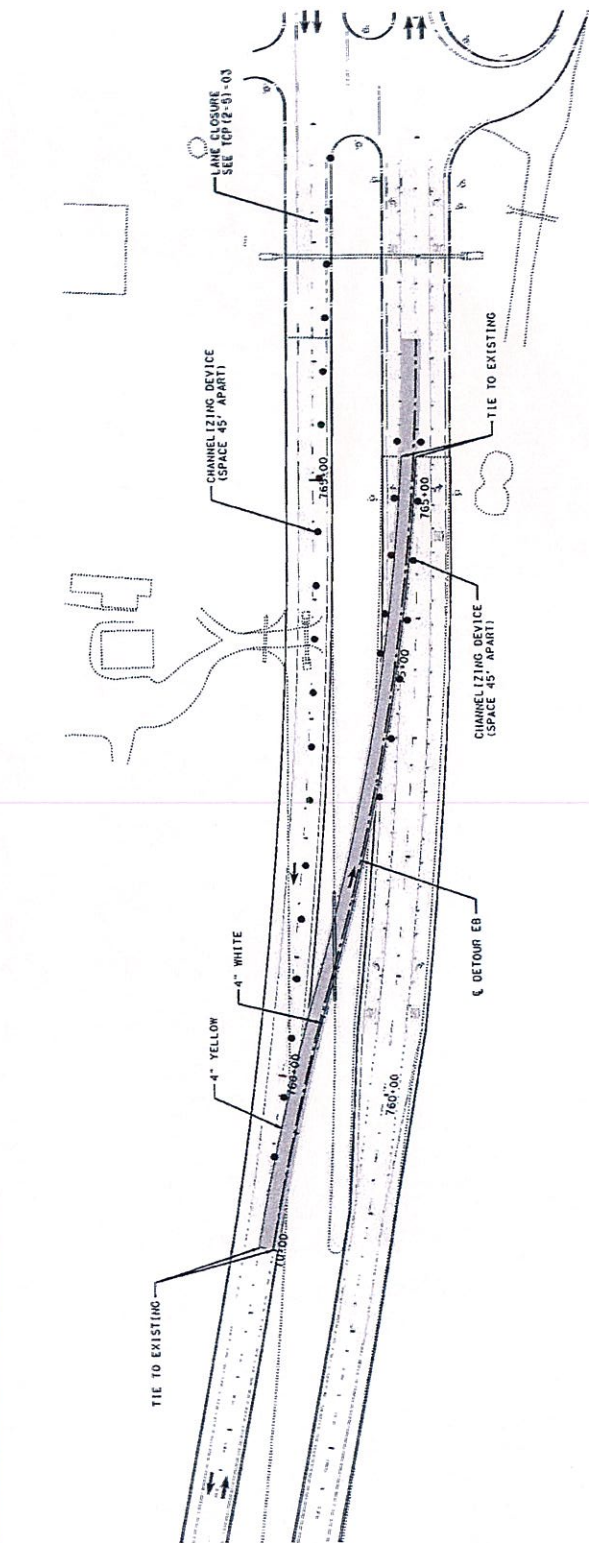 LANE CLOSURE
SEE TCP (2-6)-03
CHANNELIZING DEVICE
(SPACE 45' APART)
TIE TO EXISTING
765+00
765+00
CHANNELIZING DEVICE
(SPACE 45' APART)
4" WHITE
4" YELLOW
℄ DETOUR EB
760+00
760+00
TIE TO EXISTING